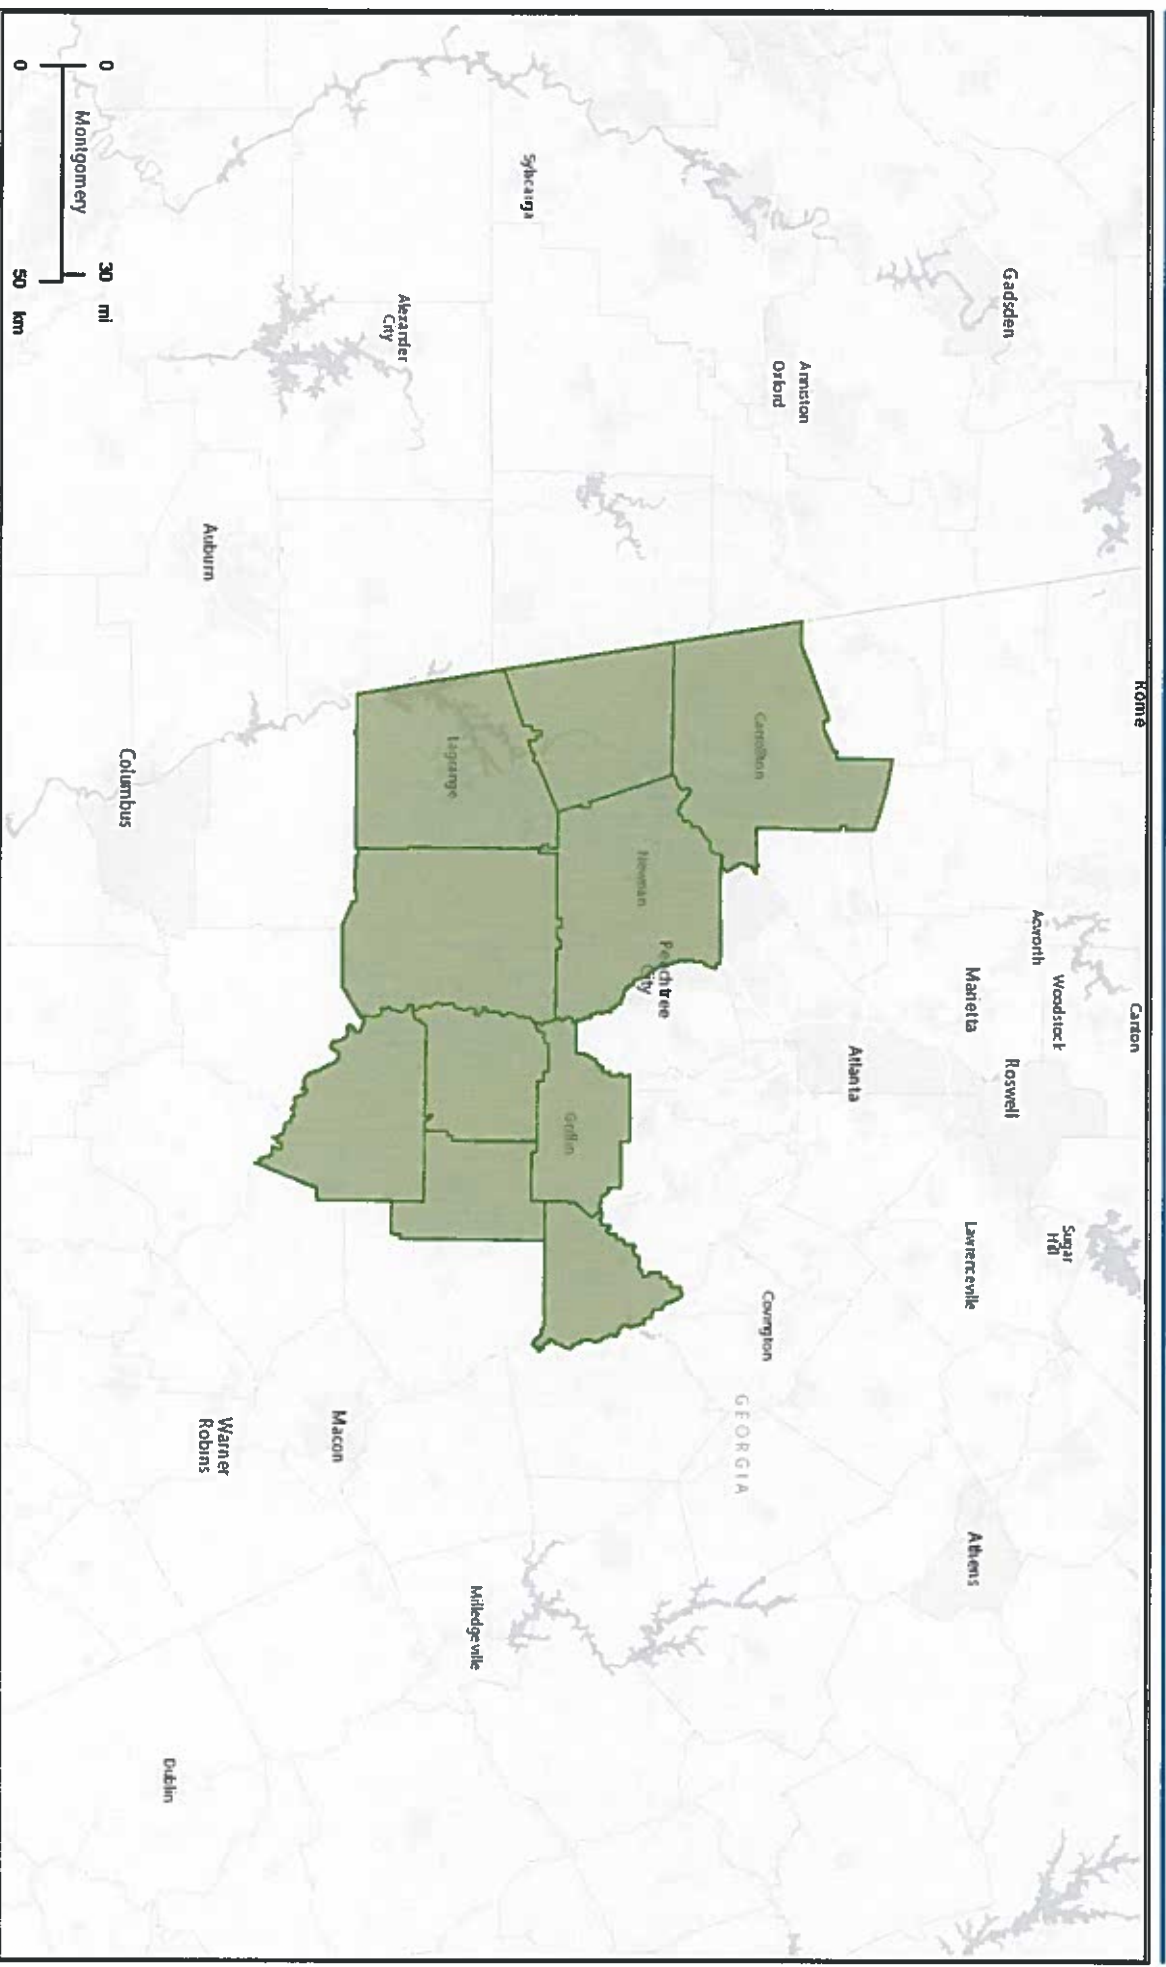 Rome
Canton
Gadsden
Acworth
Woodstock
Sugar
Hill
Marietta
Roswell
Lawrenceville
Athens
Anniston
Oxford
Carrollton
Atlanta
Covington
GEORGIA
Newnan
Peachtree
City
Sylacauga
Griffin
Alexander
City
Lagrange
Milledgeville
Macon
Auburn
Warner
Robins
Columbus
Dublin
Montgomery
0 30 mi
0 50 km